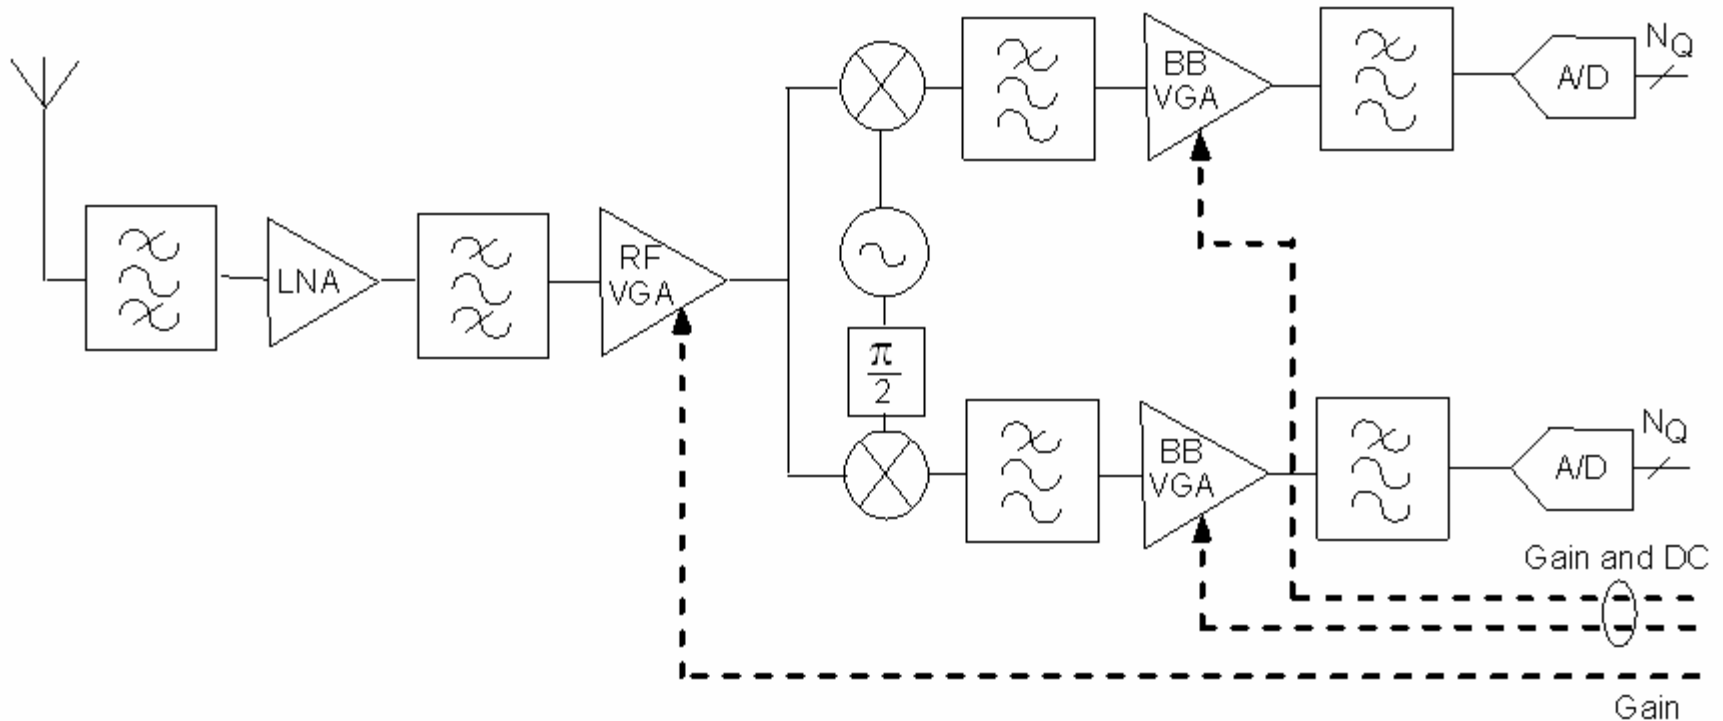 BB
VGA
A/D
NQ
LNA
RF
VGA
π
2
BB
VGA
A/D
NQ
Gain and DC
Gain